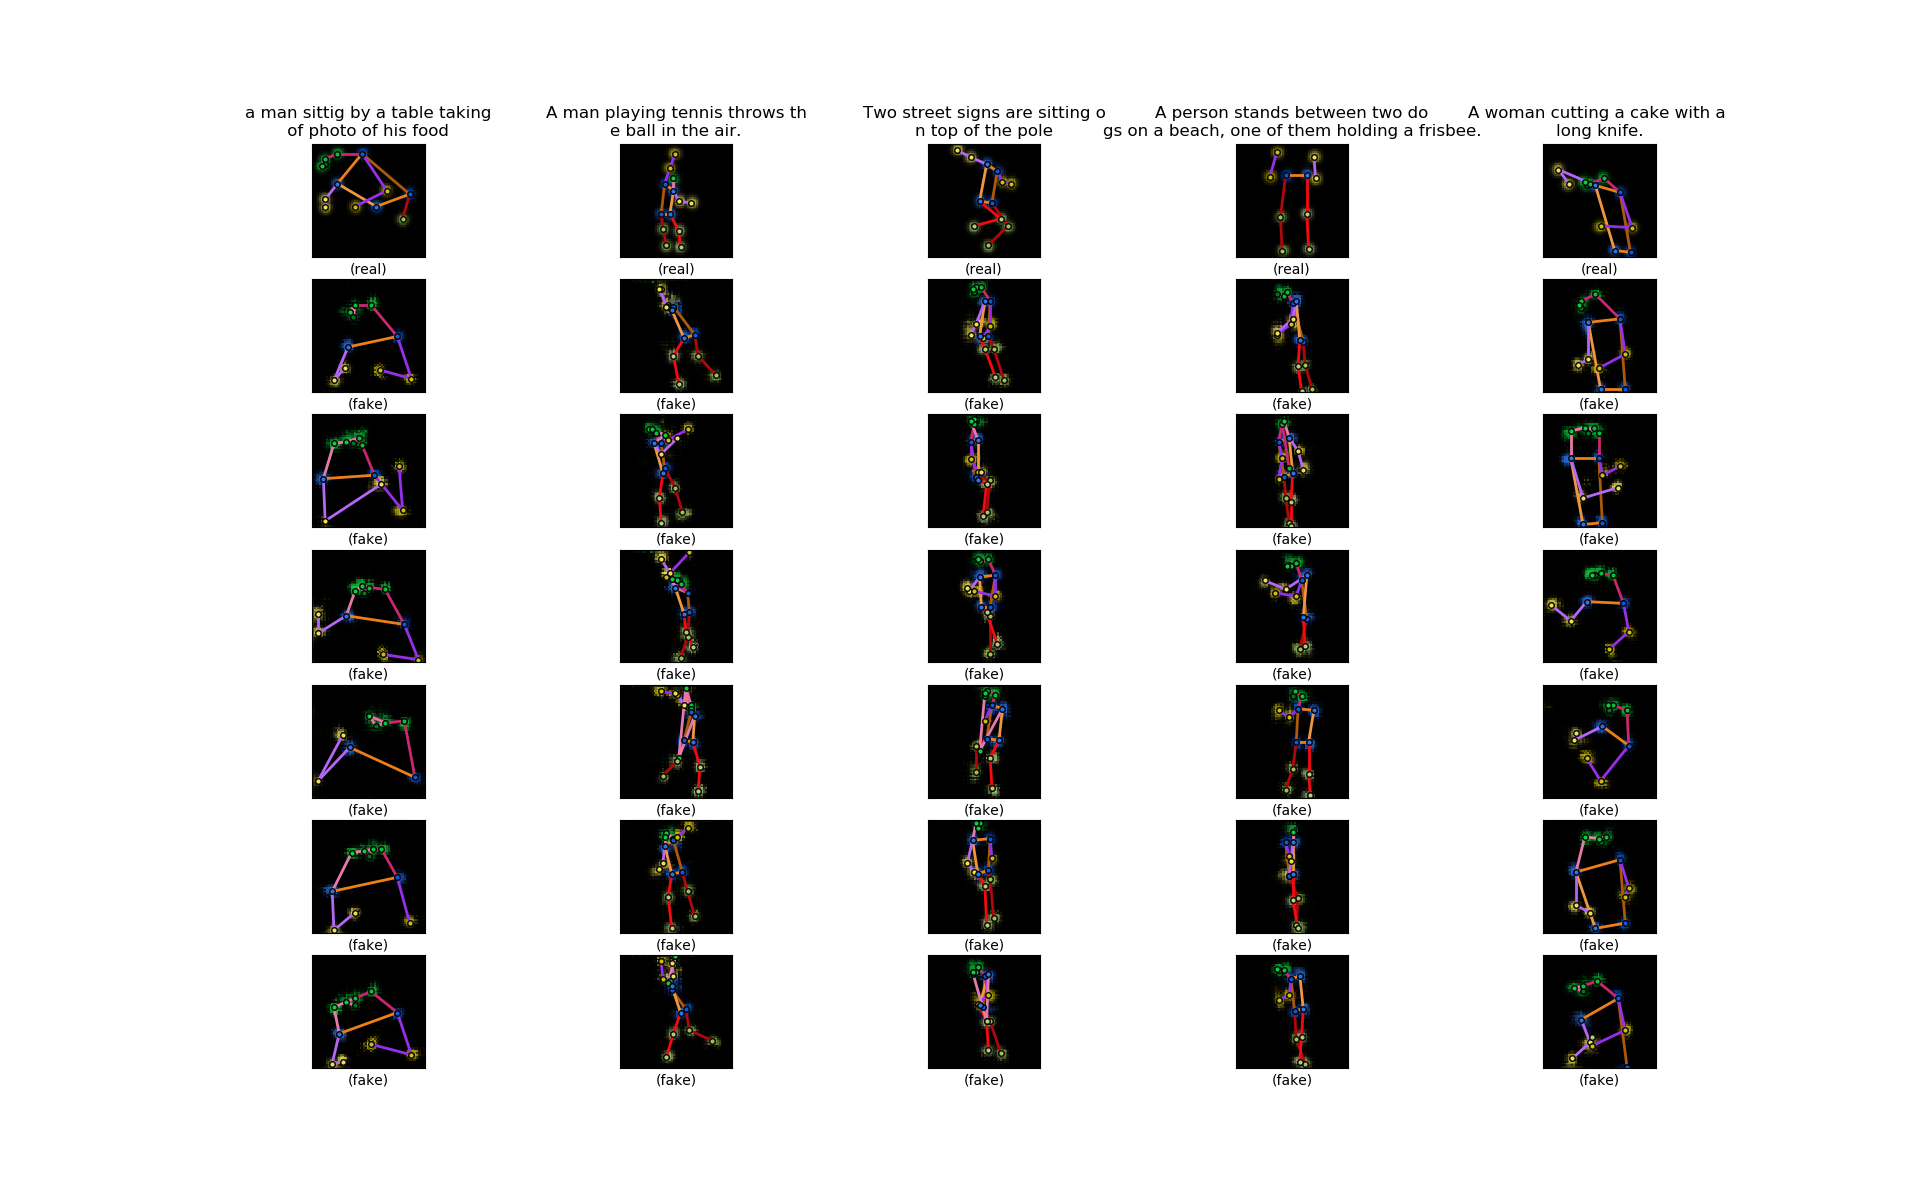 a man sittig by a table taking
of photo of his food
A man playing tennis throws th
e ball in the air.
Two street signs are sitting o
n top of the pole
A person stands between two do
gs on a beach, one of them holding a frisbee.
A woman cutting a cake with a
long knife.
(real) (real) (real) (real) (real)
(fake) (fake) (fake) (fake) (fake)
(fake) (fake) (fake) (fake) (fake)
(fake) (fake) (fake) (fake) (fake)
(fake) (fake) (fake) (fake) (fake)
(fake) (fake) (fake) (fake) (fake)
(fake) (fake) (fake) (fake) (fake)